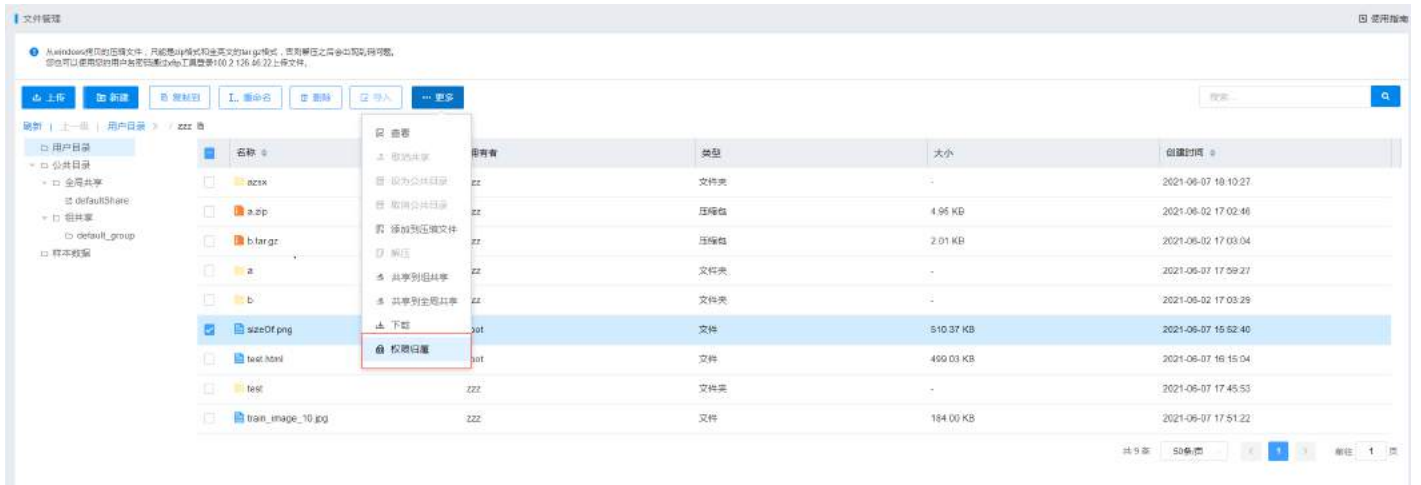 文件管理
使用指南
从windows拷贝的压缩文件，只能是zip格式和全英文的tar.gz格式，否则解压之后会出现乱码问题。
您也可以使用您的用户名密码通过xftp工具登录100.2.126.46:22上传文件。
上传 新建 复制到 重命名 删除 导入 更多 搜索...
刷新 | 上一级 | 用户目录 > / zzz
用户目录
公共目录
全局共享
defaultShare
组共享
default_group
样本数据
名称 拥有者 类型 大小 创建时间
azsx zz 文件夹 - 2021-06-07 18:10:27
a.zip zz 压缩包 4.95 KB 2021-06-02 17:02:46
b.tar.gz zz 压缩包 2.01 KB 2021-06-02 17:03:04
a zz 文件夹 - 2021-06-07 17:59:27
b zz 文件夹 - 2021-06-02 17:03:29
sizeOf.png oot 文件 510.37 KB 2021-06-07 15:52:40
test.html oot 文件 499.03 KB 2021-06-07 16:15:04
test zzz 文件夹 - 2021-06-07 17:45:53
train_image_10.jpg zzz 文件 184.00 KB 2021-06-07 17:51:22
查看
取消共享
设为公共目录
取消公共目录
添加到压缩文件
解压
共享到组共享
共享到全局共享
下载
权限归属
共 9 条 50条/页 1 前往 1 页